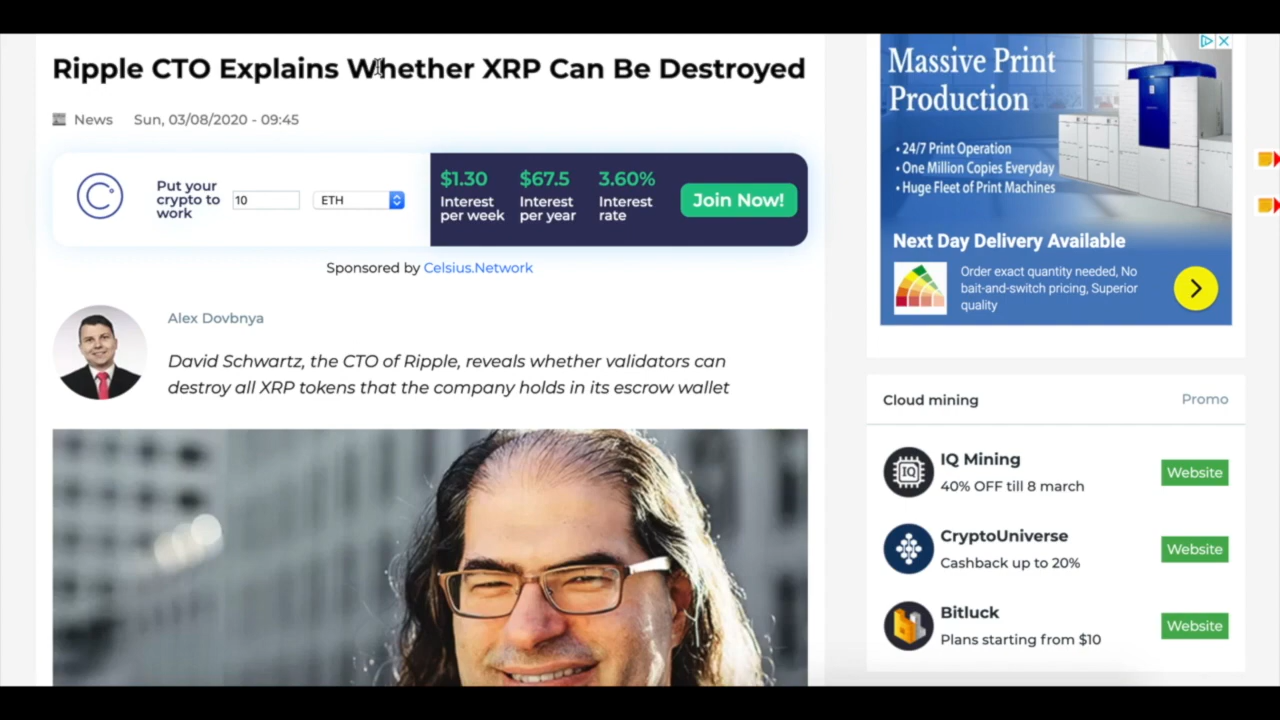 Ripple CTO Explains Whether XRP Can Be Destroyed
News Sun, 03/08/2020 - 09:45
Put your
crypto to
work
10
ETH
$1.30
Interest
per week
$67.5
Interest
per year
3.60%
Interest
rate
Join Now!
Sponsored by Celsius.Network
Alex Dovbnya
David Schwartz, the CTO of Ripple, reveals whether validators can
destroy all XRP tokens that the company holds in its escrow wallet
Massive Print
Production
• 24/7 Print Operation
• One Million Copies Everyday
• Huge Fleet of Print Machines
Next Day Delivery Available
Order exact quantity needed, No
bait-and-switch pricing, Superior
quality
Cloud mining Promo
IQ
IQ Mining
40% OFF till 8 march
Website
CryptoUniverse
Cashback up to 20%
Website
Bitluck
Plans starting from $10
Website